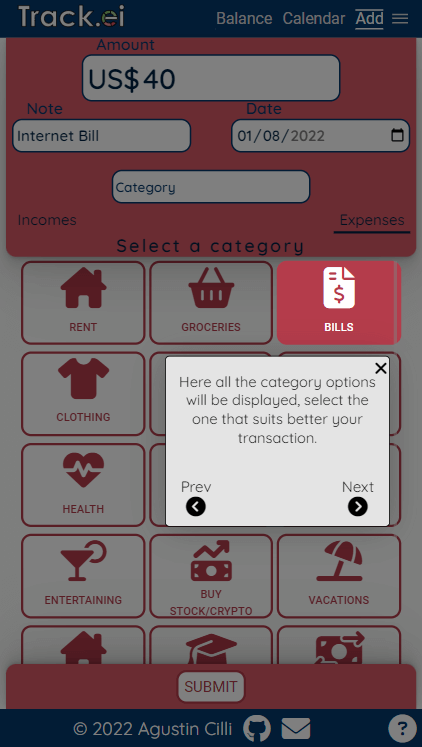 Track.ei
Balance Calendar Add
Amount
US$ 40
Note Date
Internet Bill 01/08/2022
Category
Incomes Expenses
Select a category
RENT GROCERIES BILLS
CLOTHING
Here all the category options
will be displayed, select the
one that suits better your
transaction.
Prev Next
HEALTH
ENTERTAINING BUY VACATIONS
STOCK/CRYPTO
SUBMIT
© 2022 Agustin Cilli ?